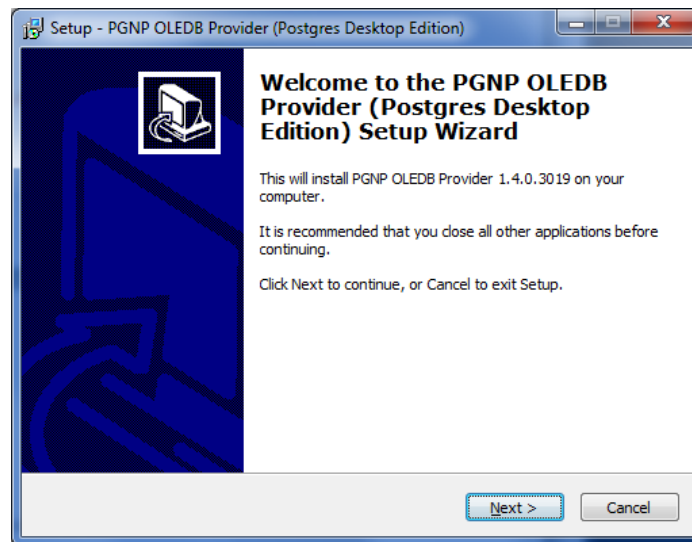 Setup - PGNP OLEDB Provider (Postgres Desktop Edition)
Welcome to the PGNP OLEDB
Provider (Postgres Desktop
Edition) Setup Wizard
This will install PGNP OLEDB Provider 1.4.0.3019 on your
computer.
It is recommended that you close all other applications before
continuing.
Click Next to continue, or Cancel to exit Setup.
Next >
Cancel